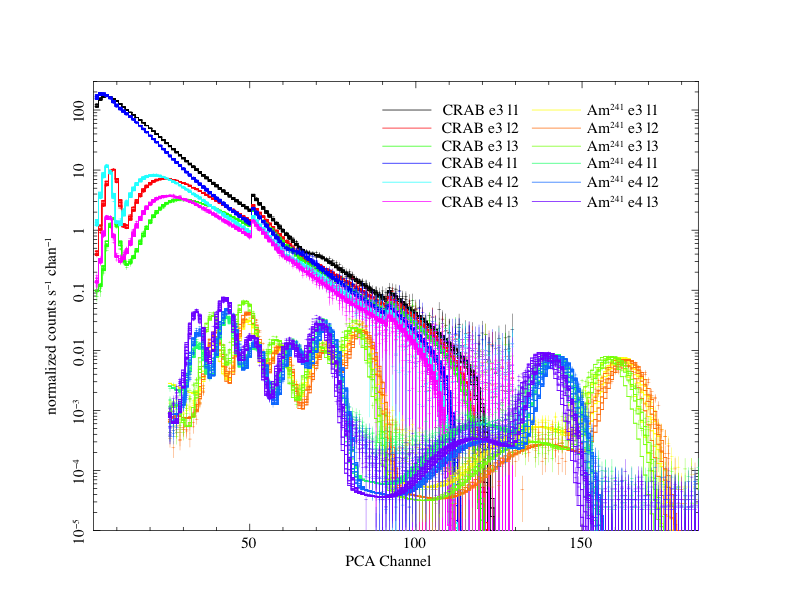 CRAB e3 l1
CRAB e3 l2
CRAB e3 l3
CRAB e4 l1
CRAB e4 l2
CRAB e4 l3
Am²⁴¹ e3 l1
Am²⁴¹ e3 l2
Am²⁴¹ e3 l3
Am²⁴¹ e4 l1
Am²⁴¹ e4 l2
Am²⁴¹ e4 l3
normalized counts s⁻¹ chan⁻¹
100
10
1
0.1
0.01
10⁻³
10⁻⁴
10⁻⁵
50 100 150
PCA Channel